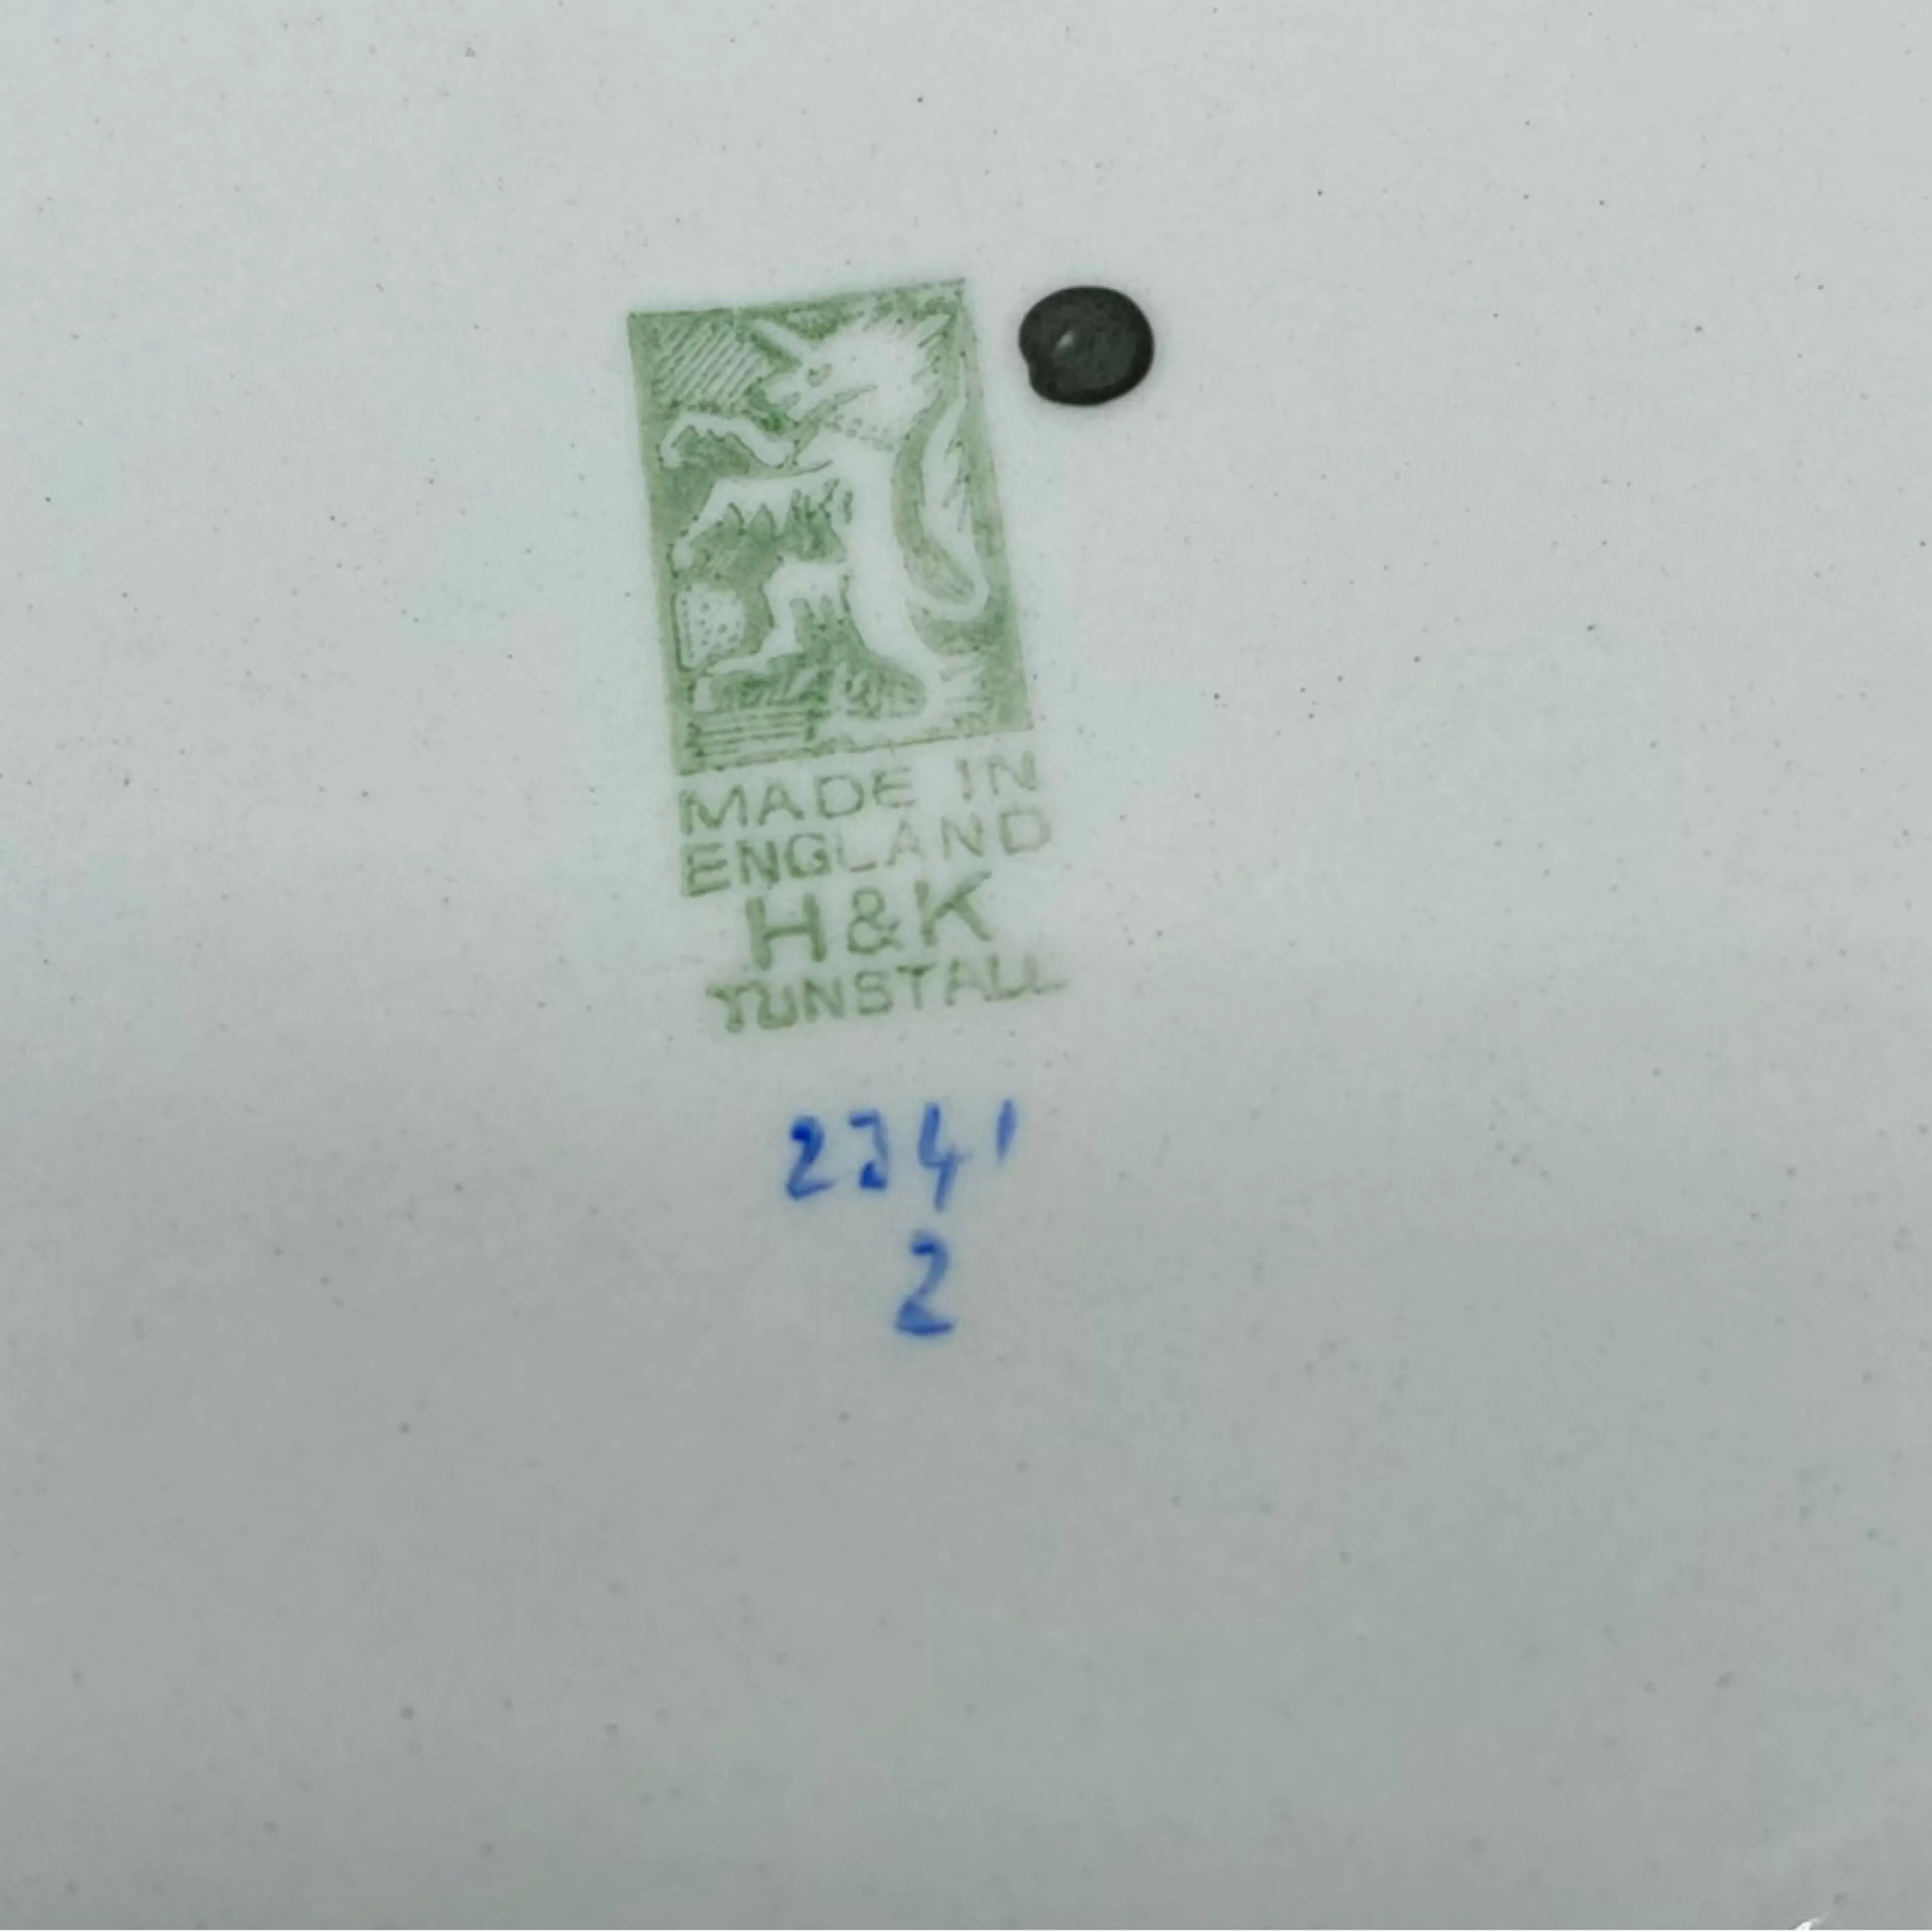 MADE IN
ENGLAND
H&K
TUNSTALL
2341
2